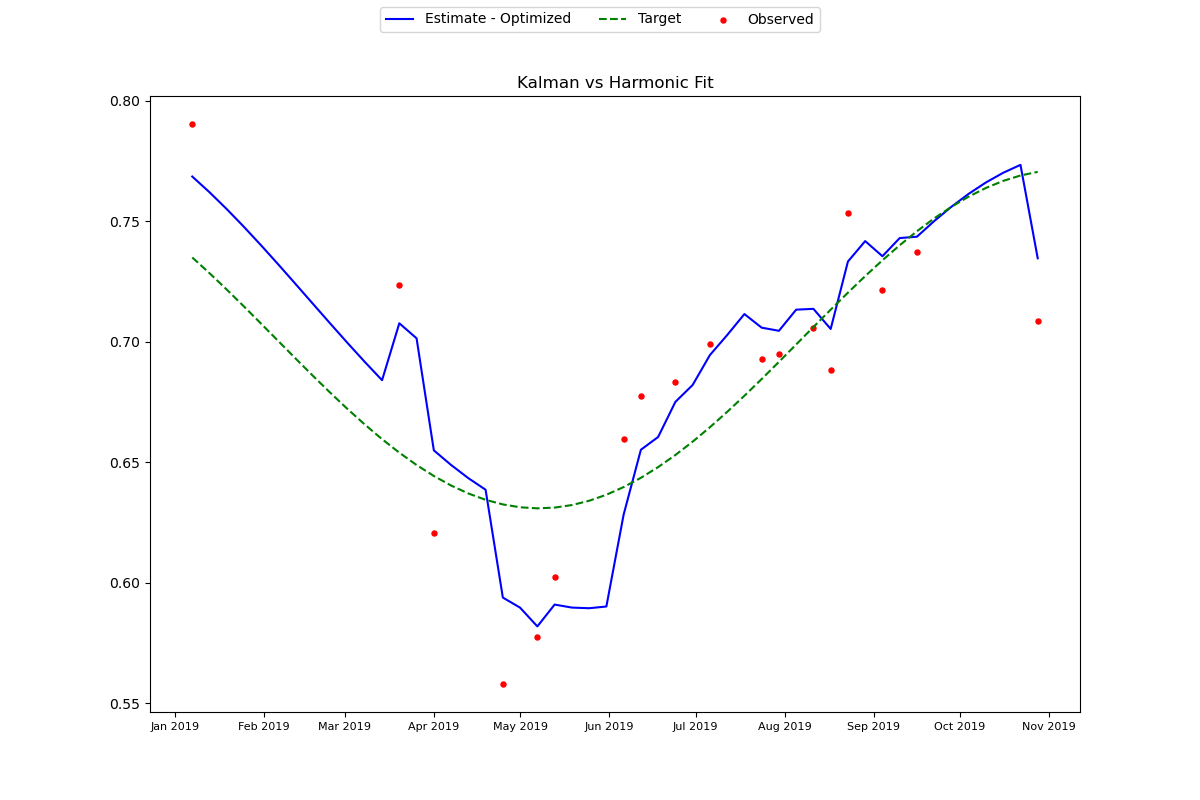 Estimate - Optimized Target Observed
Kalman vs Harmonic Fit
0.80
0.75
0.70
0.65
0.60
0.55
Jan 2019 Feb 2019 Mar 2019 Apr 2019 May 2019 Jun 2019 Jul 2019 Aug 2019 Sep 2019 Oct 2019 Nov 2019